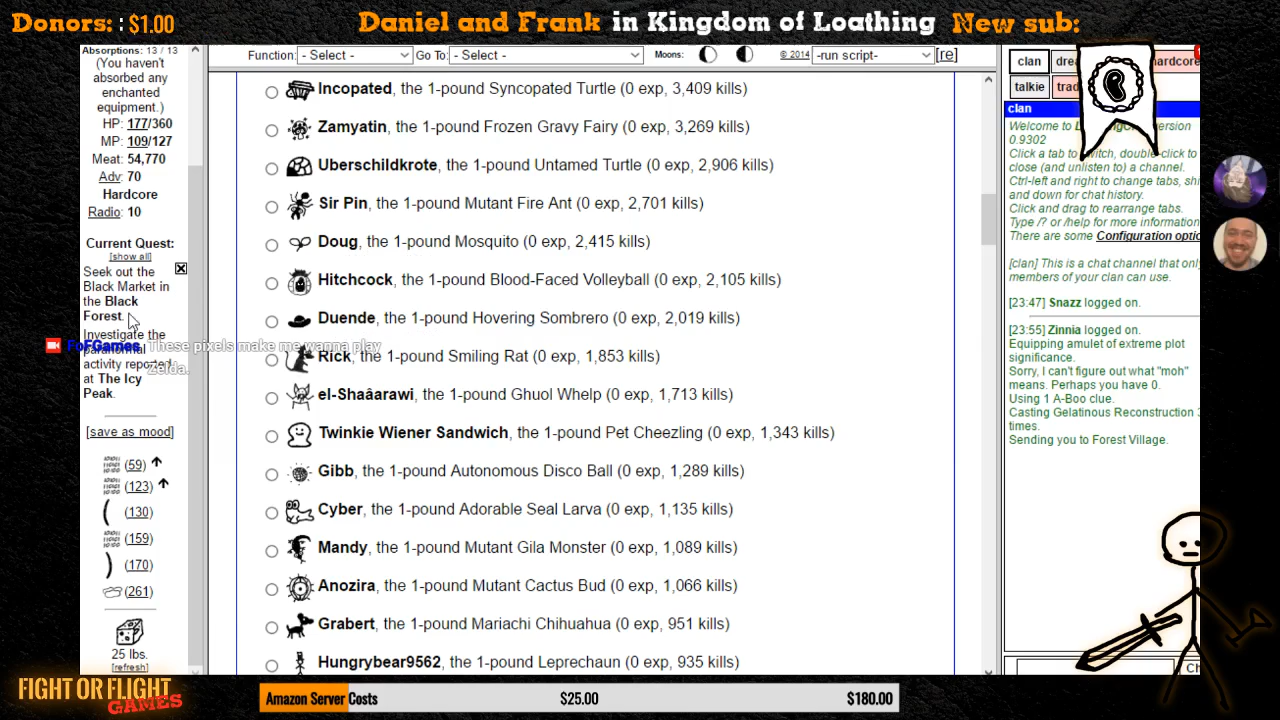 Donors: : $1.00
Daniel and Frank in Kingdom of Loathing
New sub:
Absorptions: 13 / 13
(You haven't
absorbed any
enchanted
equipment.)
HP: 177/360
MP: 109/127
Meat: 54,770
Adv: 70
Hardcore
Radio: 10
Current Quest:
[show all]
Seek out the
Black Market in
the Black
Forest.
Investigate the
paranormal
activity reported
at The Icy
Peak.
FoFGames These pixels make me wanna play
Zelda.
[save as mood]
(59)
(123)
(130)
(159)
(170)
(261)
25 lbs.
[refresh]
Function: - Select - Go To: - Select - Moons: © 2014 -run script- [re]
Incopated, the 1-pound Syncopated Turtle (0 exp, 3,409 kills)
Zamyatin, the 1-pound Frozen Gravy Fairy (0 exp, 3,269 kills)
Uberschildkrote, the 1-pound Untamed Turtle (0 exp, 2,906 kills)
Sir Pin, the 1-pound Mutant Fire Ant (0 exp, 2,701 kills)
Doug, the 1-pound Mosquito (0 exp, 2,415 kills)
Hitchcock, the 1-pound Blood-Faced Volleyball (0 exp, 2,105 kills)
Duende, the 1-pound Hovering Sombrero (0 exp, 2,019 kills)
Rick, the 1-pound Smiling Rat (0 exp, 1,853 kills)
el-Shaâarawi, the 1-pound Ghuol Whelp (0 exp, 1,713 kills)
Twinkie Wiener Sandwich, the 1-pound Pet Cheezling (0 exp, 1,343 kills)
Gibb, the 1-pound Autonomous Disco Ball (0 exp, 1,289 kills)
Cyber, the 1-pound Adorable Seal Larva (0 exp, 1,135 kills)
Mandy, the 1-pound Mutant Gila Monster (0 exp, 1,089 kills)
Anozira, the 1-pound Mutant Cactus Bud (0 exp, 1,066 kills)
Grabert, the 1-pound Mariachi Chihuahua (0 exp, 951 kills)
Hungrybear9562, the 1-pound Leprechaun (0 exp, 935 kills)
clan drea hardcore
talkie trad
clan
Welcome to version
0.9302
Click a tab to switch, double-click to
close (and unlisten to) a channel.
Ctrl-left and right to change tabs, shi
and down for chat history.
Click and drag to rearrange tabs.
Type /? or /help for more information
There are some Configuration optio
[clan] This is a chat channel that only
members of your clan can use.
[23:47] Snazz logged on.
[23:55] Zinnia logged on.
Equipping amulet of extreme plot
significance.
Sorry, I can't figure out what "moh"
means. Perhaps you have 0.
Using 1 A-Boo clue.
Casting Gelatinous Reconstruction 3
times.
Sending you to Forest Village.
Ch
FIGHT OR FLIGHT
GAMES
Amazon Server Costs $25.00 $180.00